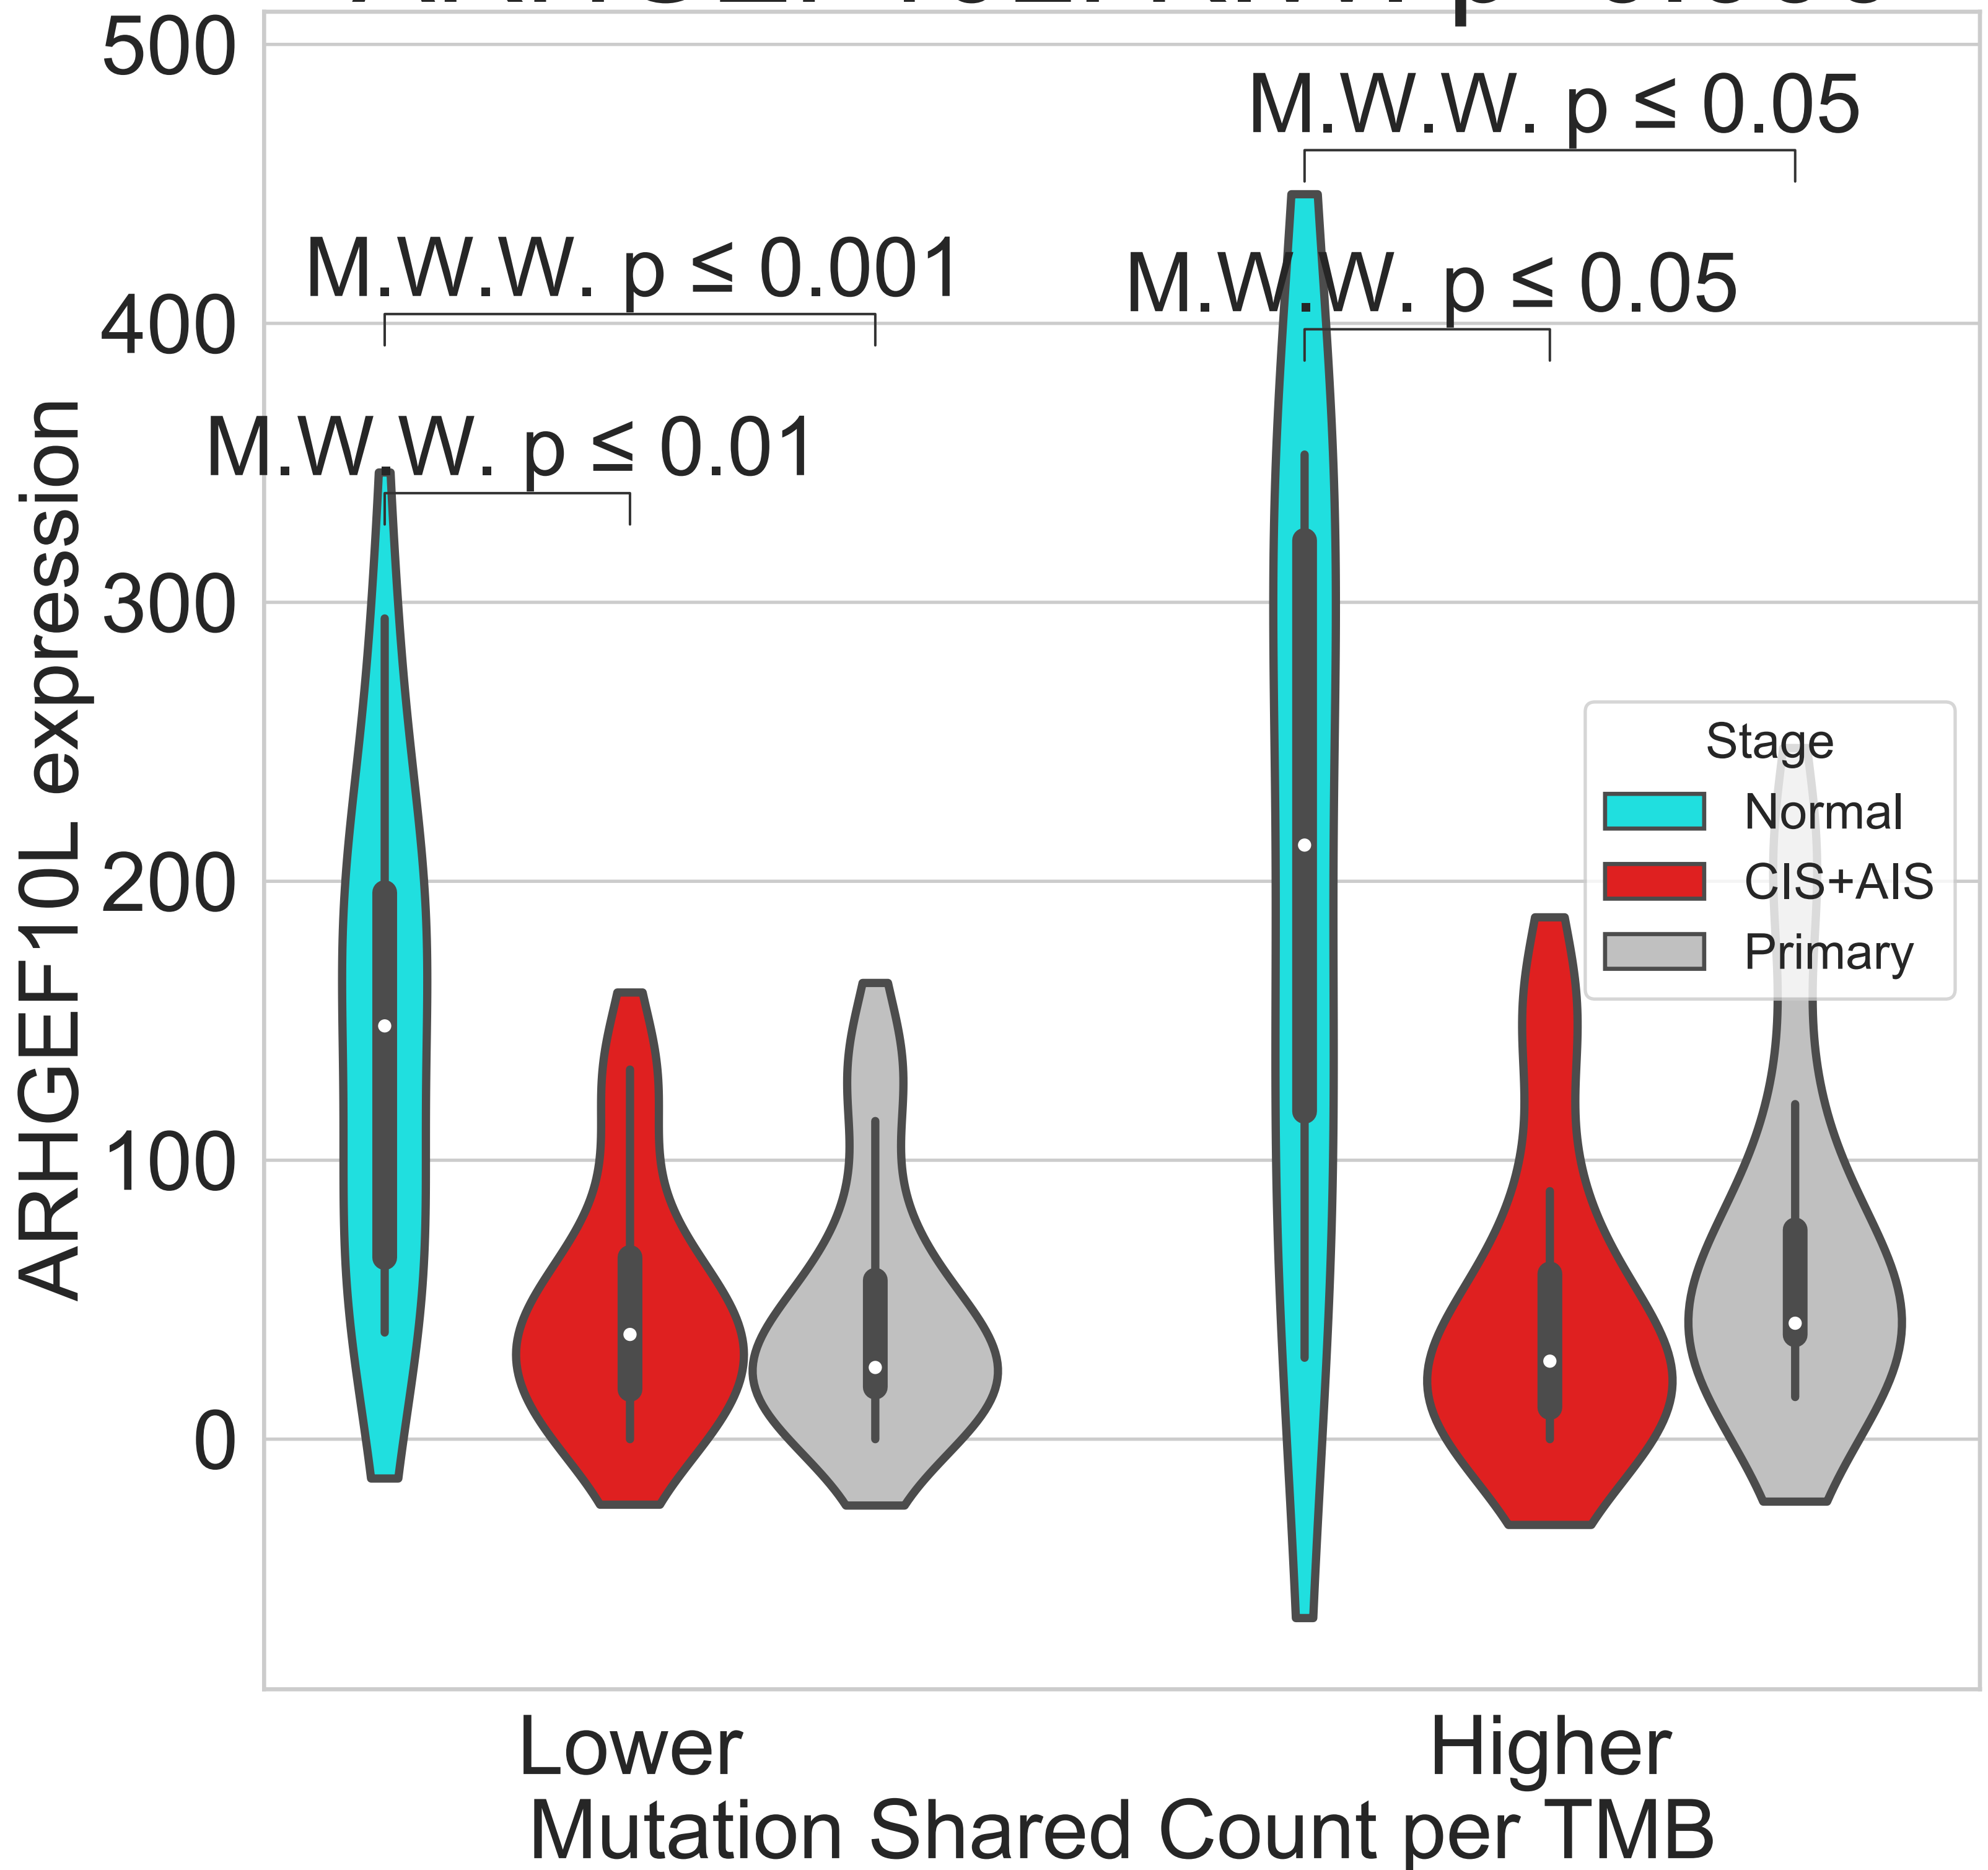 500
M.W.W. p ≤ 0.05
M.W.W. p ≤ 0.001
M.W.W. p ≤ 0.05
400
M.W.W. p ≤ 0.01
300
Stage
Normal
200
CIS+AIS
Primary
100
0
ARHGEF10L expression
Lower
Higher
Mutation Shared Count per TMB